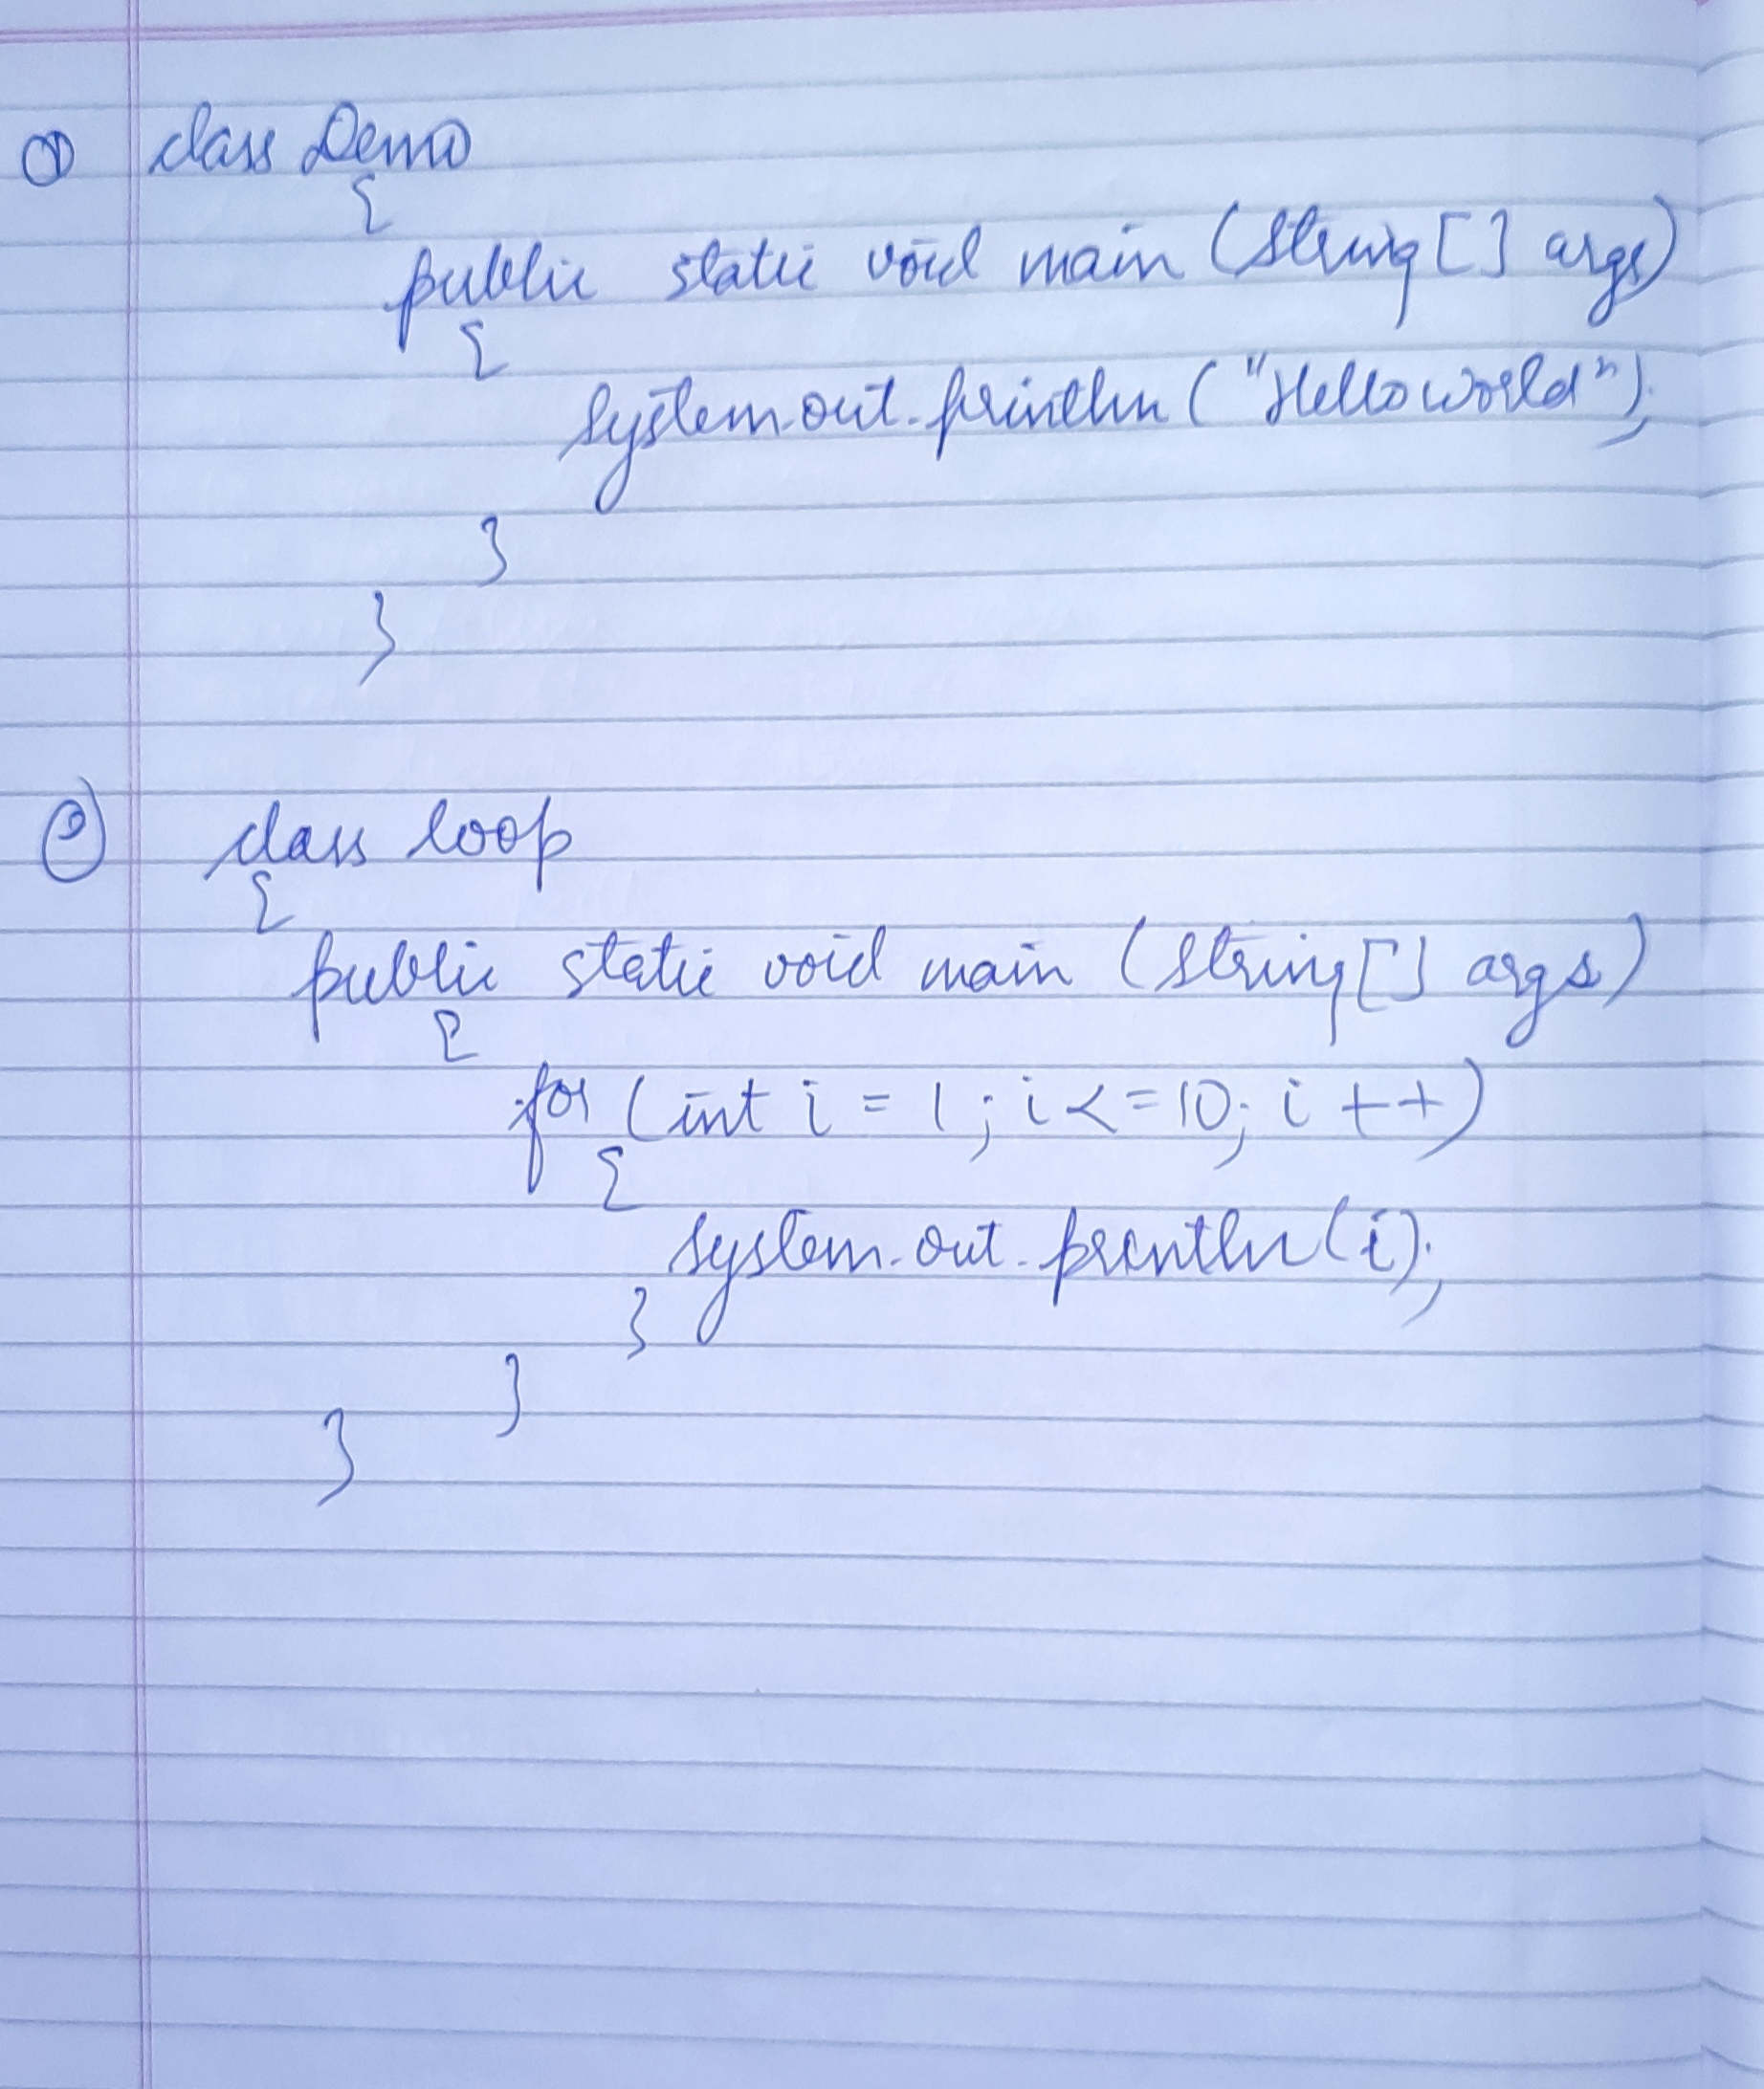 ① class Demo
{
public static void main (String[] args)
{
System.out.println ("Hello world");
}
}
② class loop
{
public static void main (String[] args)
{
for (int i = 1; i <= 10; i ++)
{
System.out.println(i);
}
}
}